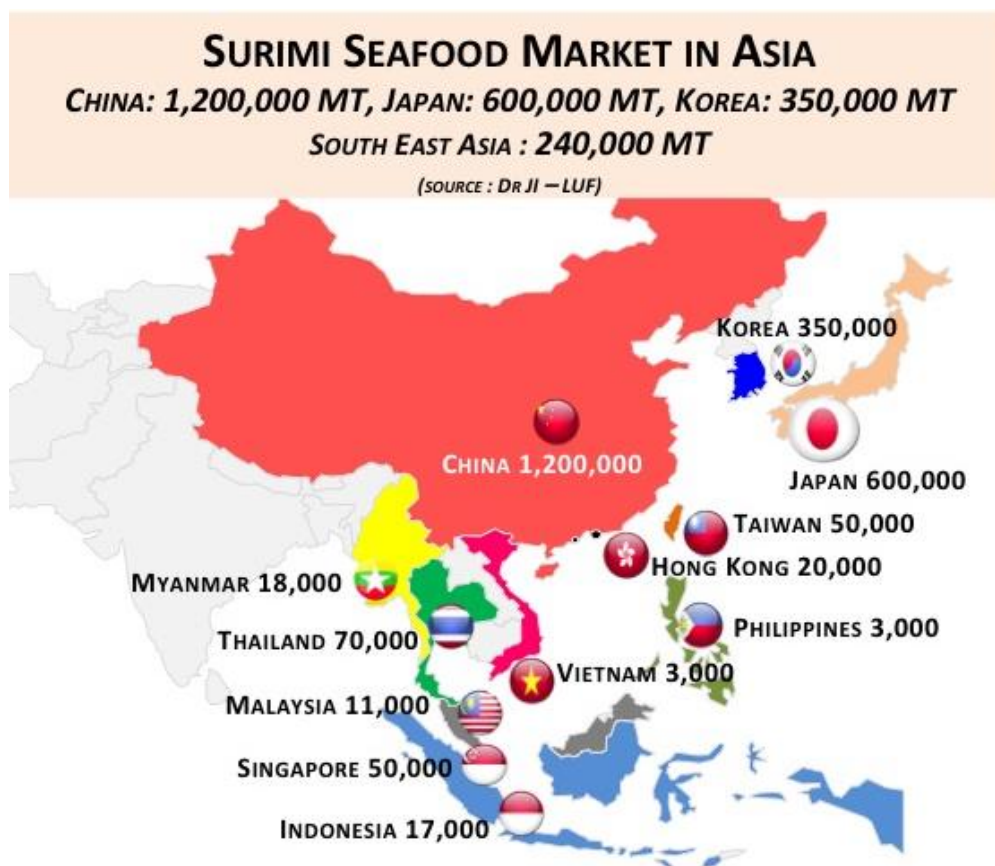 SURIMI SEAFOOD MARKET IN ASIA
CHINA: 1,200,000 MT, JAPAN: 600,000 MT, KOREA: 350,000 MT
SOUTH EAST ASIA : 240,000 MT
(SOURCE : DR JI – LUF)
KOREA 350,000
CHINA 1,200,000
JAPAN 600,000
TAIWAN 50,000
HONG KONG 20,000
MYANMAR 18,000
PHILIPPINES 3,000
THAILAND 70,000
VIETNAM 3,000
MALAYSIA 11,000
SINGAPORE 50,000
INDONESIA 17,000